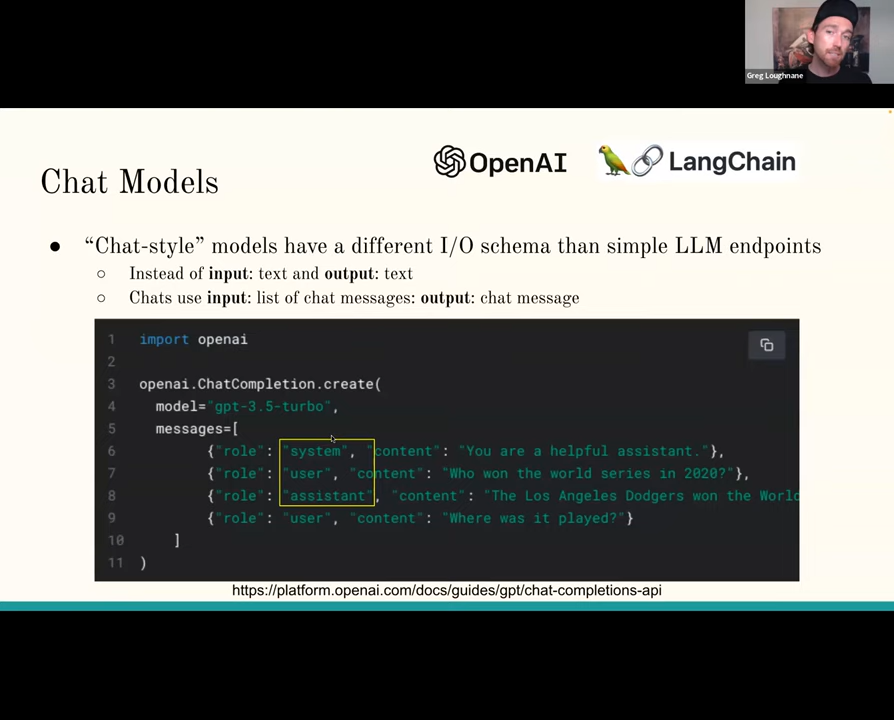 Greg Loughnane
OpenAI
LangChain
Chat Models
● “Chat-style” models have a different I/O schema than simple LLM endpoints
○ Instead of input: text and output: text
○ Chats use input: list of chat messages: output: chat message
1 import openai
2
3 openai.ChatCompletion.create(
4 model="gpt-3.5-turbo",
5 messages=[
6 {"role": "system", "content": "You are a helpful assistant."},
7 {"role": "user", "content": "Who won the world series in 2020?"},
8 {"role": "assistant", "content": "The Los Angeles Dodgers won the World
9 {"role": "user", "content": "Where was it played?"}
10 ]
11 )
https://platform.openai.com/docs/guides/gpt/chat-completions-api